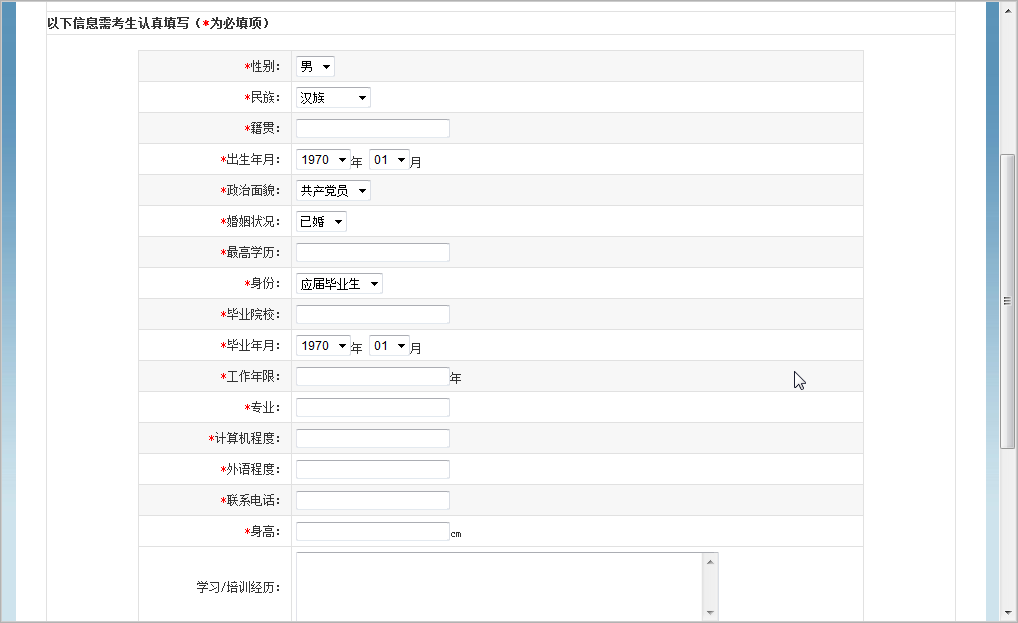 以下信息需考生认真填写（*为必填项）
*性别： 男
*民族： 汉族
*籍贯：
*出生年月： 1970 年 01 月
*政治面貌： 共产党员
*婚姻状况： 已婚
*最高学历：
*身份： 应届毕业生
*毕业院校：
*毕业年月： 1970 年 01 月
*工作年限： 年
*专业：
*计算机程度：
*外语程度：
*联系电话：
*身高： cm
学习/培训经历：